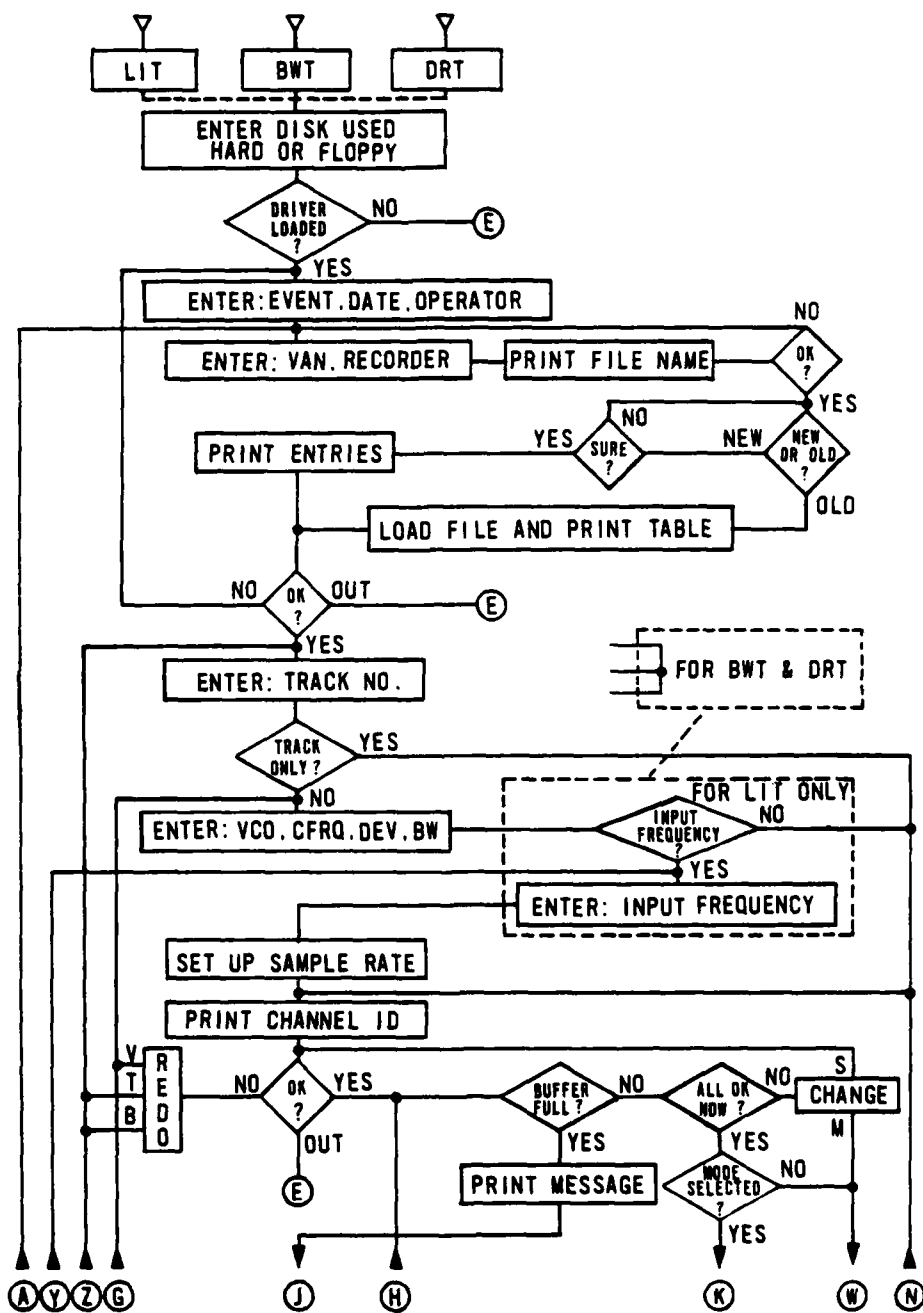 LIT
BWT
DRT
ENTER DISK USED
HARD OR FLOPPY
DRIVER
LOADED
?
NO
E
YES
ENTER: EVENT. DATE. OPERATOR
NO
ENTER: VAN. RECORDER
PRINT FILE NAME
OK
?
YES
NO
PRINT ENTRIES
YES
SURE
?
NEW
NEW
OR OLD
?
OLD
LOAD FILE AND PRINT TABLE
NO
OK
?
OUT
E
YES
ENTER: TRACK NO.
FOR BWT & DRT
TRACK
ONLY?
YES
NO
FOR LIT ONLY
ENTER: VCO. CFRQ. DEV. BW
INPUT
FREQUENCY
?
NO
YES
ENTER: INPUT FREQUENCY
SET UP SAMPLE RATE
PRINT CHANNEL ID
V
T
B
REDO
NO
OK
?
YES
OUT
E
BUFFER
FULL?
NO
YES
ALL OK
NOW?
NO
YES
S
CHANGE
M
PRINT MESSAGE
MODE
SELECTED
?
NO
YES
A
Y
Z
G
J
H
K
W
N